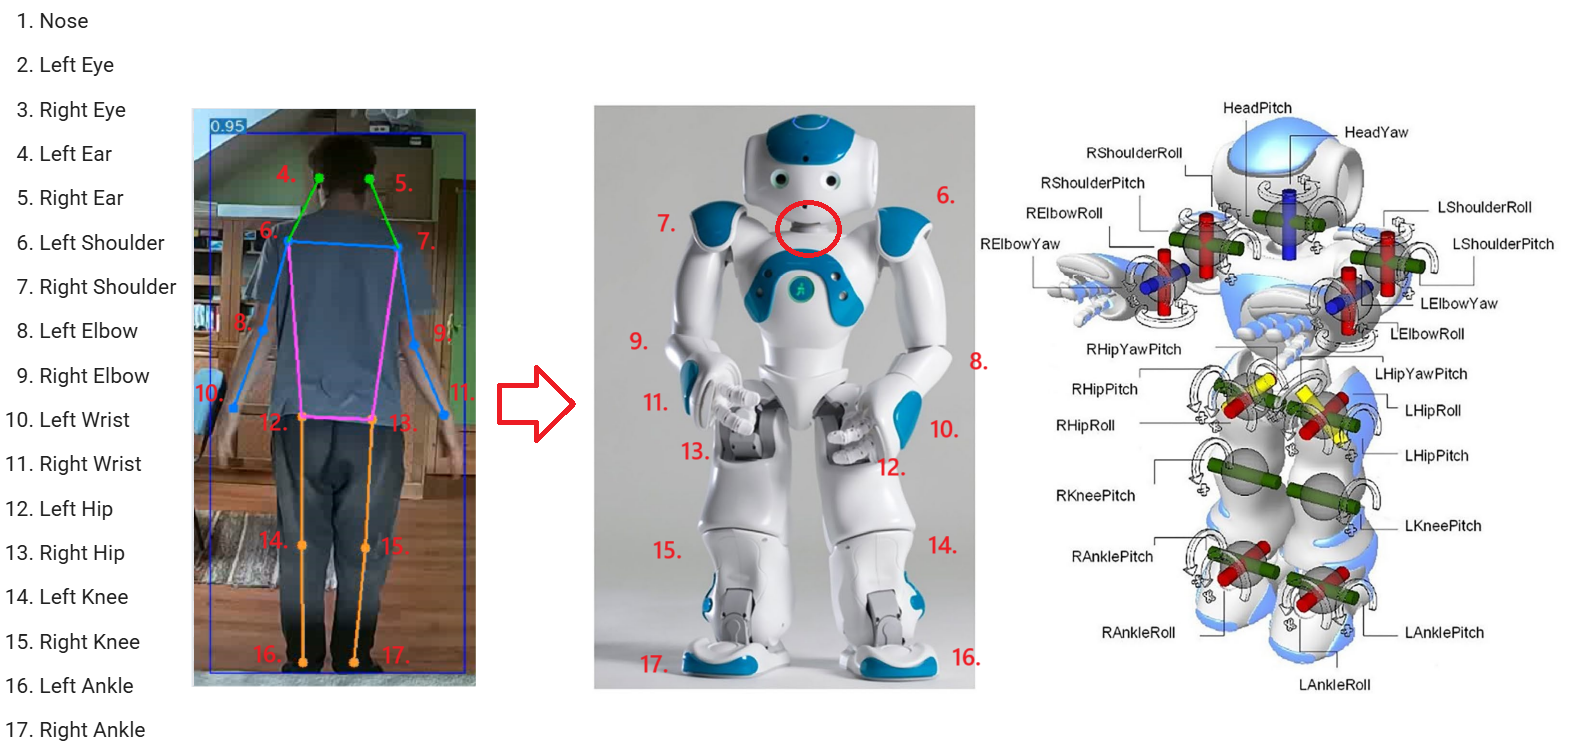 1. Nose
2. Left Eye
3. Right Eye
4. Left Ear
5. Right Ear
6. Left Shoulder
7. Right Shoulder
8. Left Elbow
9. Right Elbow
10. Left Wrist
11. Right Wrist
12. Left Hip
13. Right Hip
14. Left Knee
15. Right Knee
16. Left Ankle
17. Right Ankle
0.95
4.
5.
6.
7.
8.
9.
10.
11.
12.
13.
14.
15.
16.
17.
6.
7.
9.
8.
11.
10.
13.
12.
15.
14.
17.
16.
HeadPitch
HeadYaw
RShoulderRoll
RShoulderPitch
RElbowRoll
RElbowYaw
LShoulderRoll
LShoulderPitch
LElbowYaw
LElbowRoll
RHipYawPitch
LHipYawPitch
RHipPitch
LHipRoll
RHipRoll
LHipPitch
RKneePitch
LKneePitch
RAnklePitch
RAnkleRoll
LAnklePitch
LAnkleRoll